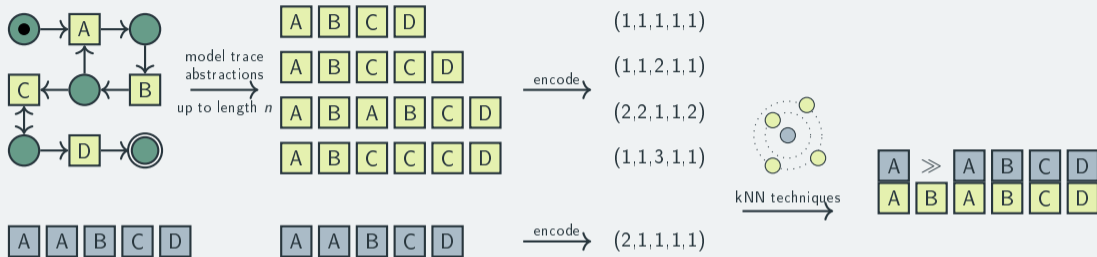 A
C
B
D
model trace
abstractions
up to length n
A B C D
A B C C D
A B A B C D
A B C C C D
encode
(1,1,1,1,1)
(1,1,2,1,1)
(2,2,1,1,2)
(1,1,3,1,1)
kNN techniques
A ≫ A B C D
A B A B C D
A A B C D
A A B C D
encode
(2,1,1,1,1)